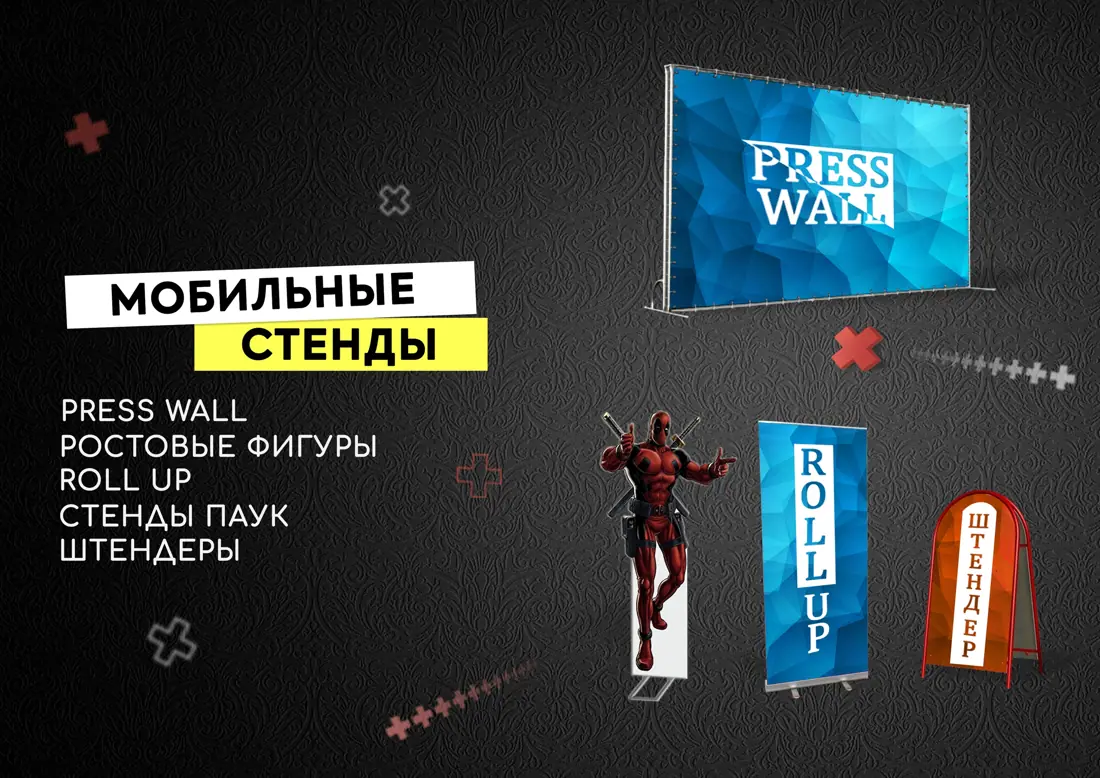 МОБИЛЬНЫЕ
СТЕНДЫ
PRESS WALL
РОСТОВЫЕ ФИГУРЫ
ROLL UP
СТЕНДЫ ПАУК
ШТЕНДЕРЫ
PRESS
WALL
ROLL UP
ШТЕНДЕР